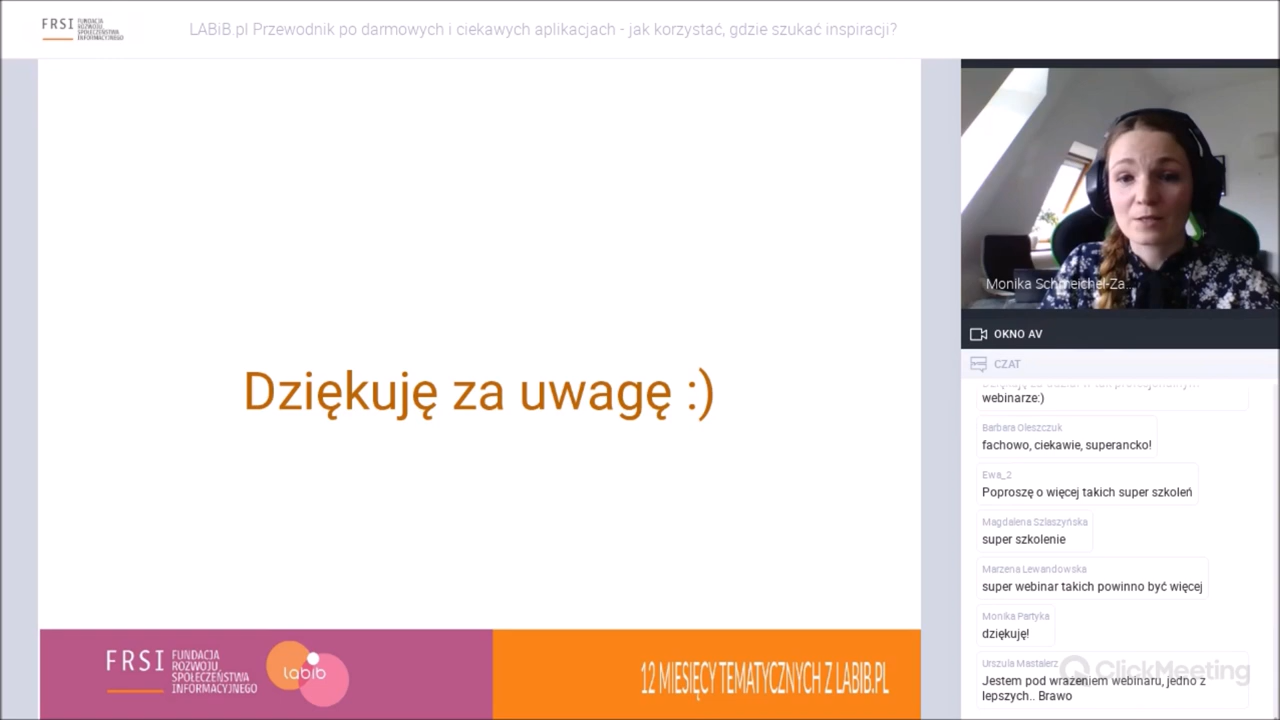 FRSI FUNDACJA ROZWOJU SPOŁECZEŃSTWA INFORMACYJNEGO
LABiB.pl Przewodnik po darmowych i ciekawych aplikacjach - jak korzystać, gdzie szukać inspiracji?
Dziękuję za uwagę :)
FRSI
FUNDACJA
ROZWOJU
SPOŁECZEŃSTWA
INFORMACYJNEGO
labib
12 MIESIĘCY TEMATYCZNYCH Z LABIB.PL
Monika Schmeichel-Za...
OKNO AV
CZAT
webinarze:)
Barbara Oleszczuk
fachowo, ciekawie, superancko!
Ewa_2
Poproszę o więcej takich super szkoleń
Magdalena Szlaszyńska
super szkolenie
Marzena Lewandowska
super webinar takich powinno być więcej
Monika Partyka
dziękuję!
Urszula Mastalerz
Jestem pod wrażeniem webinaru, jedno z
lepszych.. Brawo
ClickMeeting